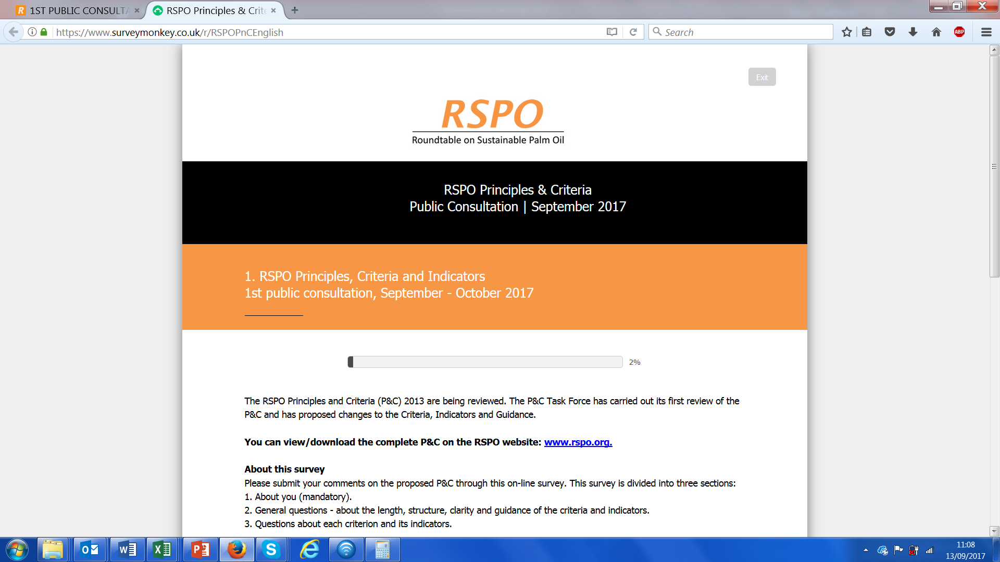 1ST PUBLIC CONSULTA
RSPO Principles & Crite
https://www.surveymonkey.co.uk/r/RSPOPnCEnglish
Search
ABP
Exit
RSPO
Roundtable on Sustainable Palm Oil
RSPO Principles & Criteria
Public Consultation | September 2017
1. RSPO Principles, Criteria and Indicators
1st public consultation, September - October 2017
2%
The RSPO Principles and Criteria (P&C) 2013 are being reviewed. The P&C Task Force has carried out its first review of the
P&C and has proposed changes to the Criteria, Indicators and Guidance.
You can view/download the complete P&C on the RSPO website: www.rspo.org.
About this survey
Please submit your comments on the proposed P&C through this on-line survey. This survey is divided into three sections:
1. About you (mandatory).
2. General questions - about the length, structure, clarity and guidance of the criteria and indicators.
3. Questions about each criterion and its indicators.
11:08
13/09/2017